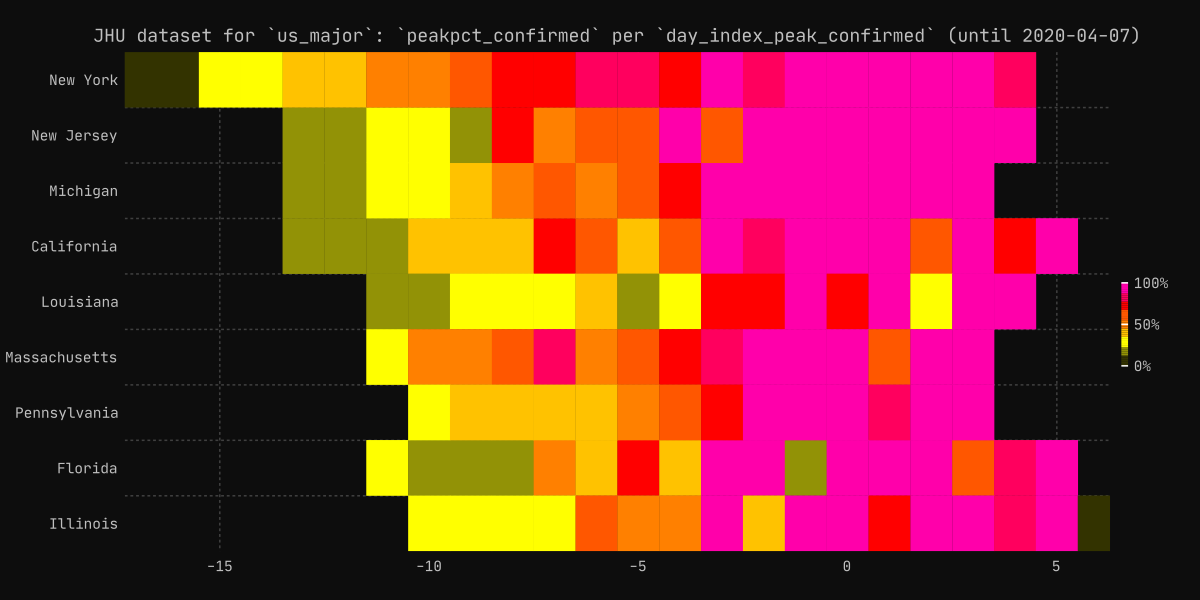 JHU dataset for `us_major`: `peakpct_confirmed` per `day_index_peak_confirmed` (until 2020-04-07)
New York
New Jersey
Michigan
California
Louisiana
Massachusetts
Pennsylvania
Florida
Illinois
100%
50%
0%
-15 -10 -5 0 5